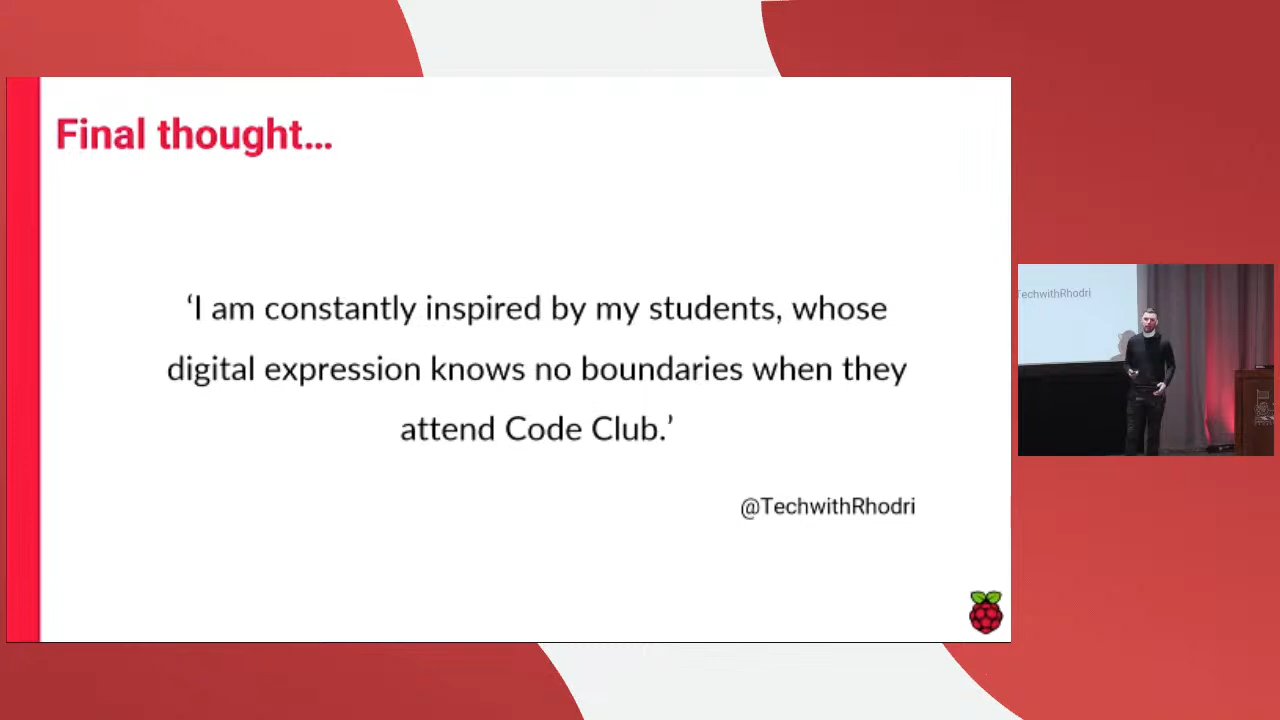 Final thought...
‘I am constantly inspired by my students, whose
digital expression knows no boundaries when they
attend Code Club.’
@TechwithRhodri
TechwithRhodri